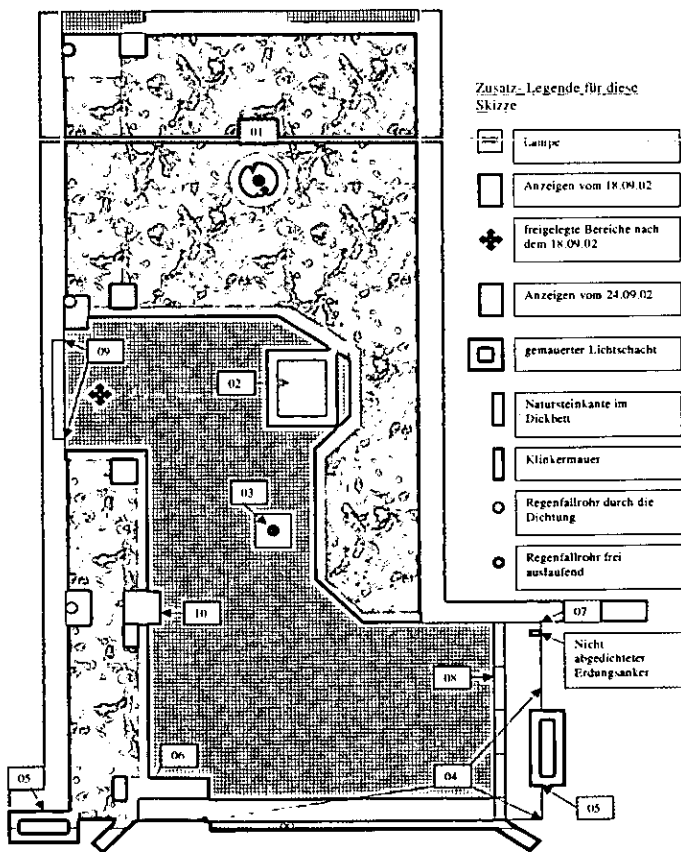 Zusatz- Legende für diese
Skizze
Lampe
Anzeigen vom 18.09.02
freigelegte Bereiche nach
dem 18.09.02
Anzeigen vom 24.09.02
gemauerter Lichtschacht
Natursteinkante im
Dickbett
Klinkermauer
Regenfallrohr durch die
Dichtung
Regenfallrohr frei
auslaufend
01
09
02
03
10
07
Nicht
abgedichteter
Erdungsanker
08
06
04
05
05